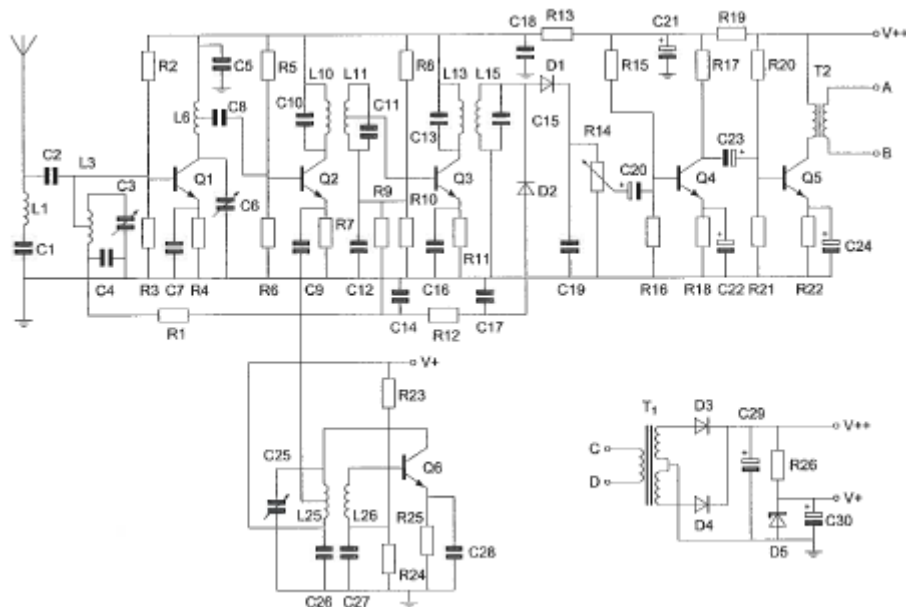 C18 R13 C21 R19
V++
R2 C5 R5 L10 L11 R8 L13 L15 D1 R15 R17 R20
T2
C8 C10 C11 C13 C15
L6
A
C2 L3 R14 C23
B
C3 Q1 Q2 R9 Q3 D2 C20 Q4 Q5
C6 R7 R10
L1
C1 R11
C24
C4 R3 C7 R4 R6 C9 C12 C16 C19 R16 R18 C22 R21 R22
R1 C14 R12 C17
V+
R23
T1 D3 C29
V++
C25 Q6
C
R26
D
L25 L26 R25 D4
V+
C30
C28 D5
R24
C26 C27